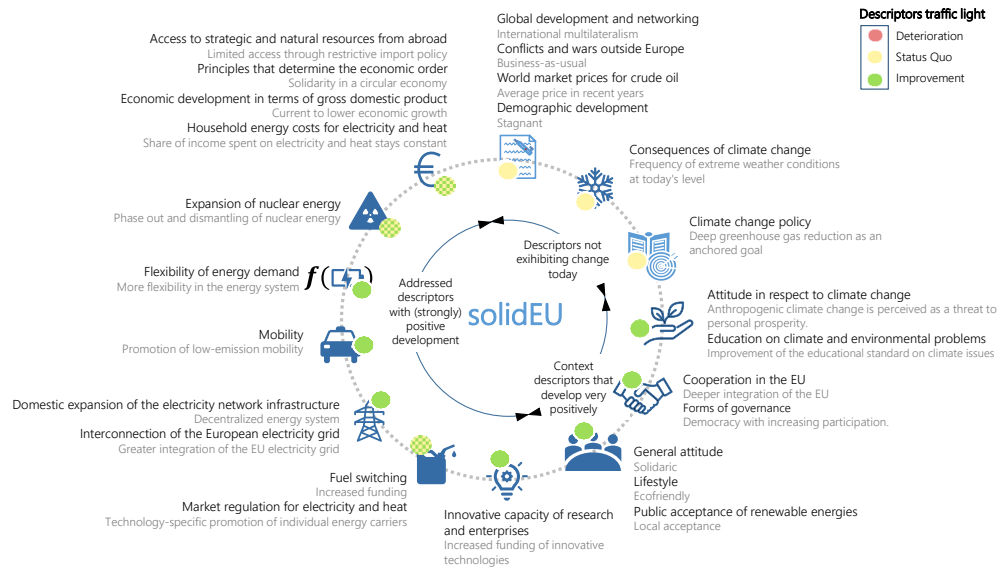 Descriptors traffic light
Deterioration
Status Quo
Improvement
Global development and networking
International multilateralism
Conflicts and wars outside Europe
Business-as-usual
World market prices for crude oil
Average price in recent years
Demographic development
Stagnant
Access to strategic and natural resources from abroad
Limited access through restrictive import policy
Principles that determine the economic order
Solidarity in a circular economy
Economic development in terms of gross domestic product
Current to lower economic growth
Household energy costs for electricity and heat
Share of income spent on electricity and heat stays constant
Consequences of climate change
Frequency of extreme weather conditions
at today's level
Expansion of nuclear energy
Phase out and dismantling of nuclear energy
Climate change policy
Deep greenhouse gas reduction as an
anchored goal
Descriptors not
exihibiting change
today
Flexibility of energy demand
More flexibility in the energy system
f ( )
Addressed
descriptors
with (strongly)
positive
development
solidEU
Attitude in respect to climate change
Anthropogenic climate change is perceived as a threat to
personal prosperity.
Education on climate and environmental problems
Improvement of the educational standard on climate issues
Mobility
Promotion of low-emission mobility
Context
descriptors that
develop very
positively
Cooperation in the EU
Deeper integration of the EU
Forms of governance
Democracy with increasing participation.
Domestic expansion of the electricity network infrastructure
Decentralized energy system
Interconnection of the European electricity grid
Greater integration of the EU electricity grid
General attitude
Solidaric
Lifestyle
Ecofriendly
Public acceptance of renewable energies
Local acceptance
Fuel switching
Increased funding
Market regulation for electricity and heat
Technology-specific promotion of individual energy carriers
Innovative capacity of research
and enterprises
Increased funding of innovative
technologies